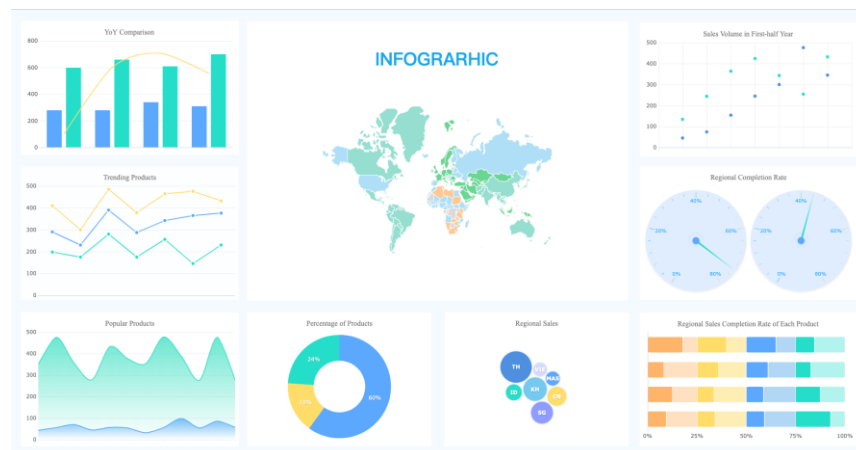 YoY Comparison
800
600
400
200
0
INFOGRARHIC
Sales Volume in First-half Year
500
400
300
200
100
0
Trending Products
500
400
300
200
100
0
Regional Completion Rate
40%
20%
60%
0%
80%
40%
20%
60%
0%
80%
Popular Products
500
400
300
200
100
0
Percentage of Products
24%
60%
Regional Sales
TH
VIE
MAS
ID
KH
CN
SG
Regional Sales Completion Rate of Each Product
0%
25%
50%
75%
100%